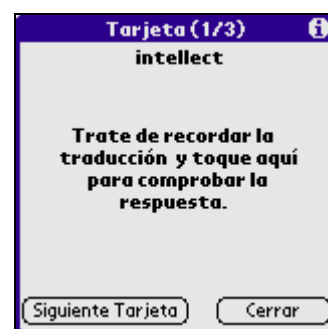 Tarjeta (1/3)
intellect
Trate de recordar la
traducción y toque aquí
para comprobar la
respuesta.
Siguiente Tarjeta Cerrar